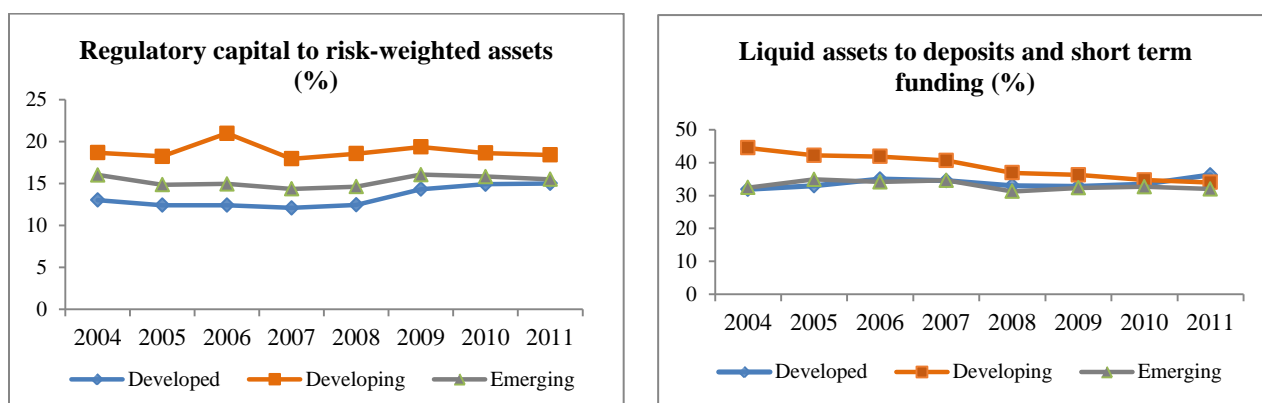 Regulatory capital to risk-weighted assets
(%)
25
20
15
10
5
0
2004 2005 2006 2007 2008 2009 2010 2011
Developed Developing Emerging
Liquid assets to deposits and short term
funding (%)
50
40
30
20
10
0
2004 2005 2006 2007 2008 2009 2010 2011
Developed Developing Emerging